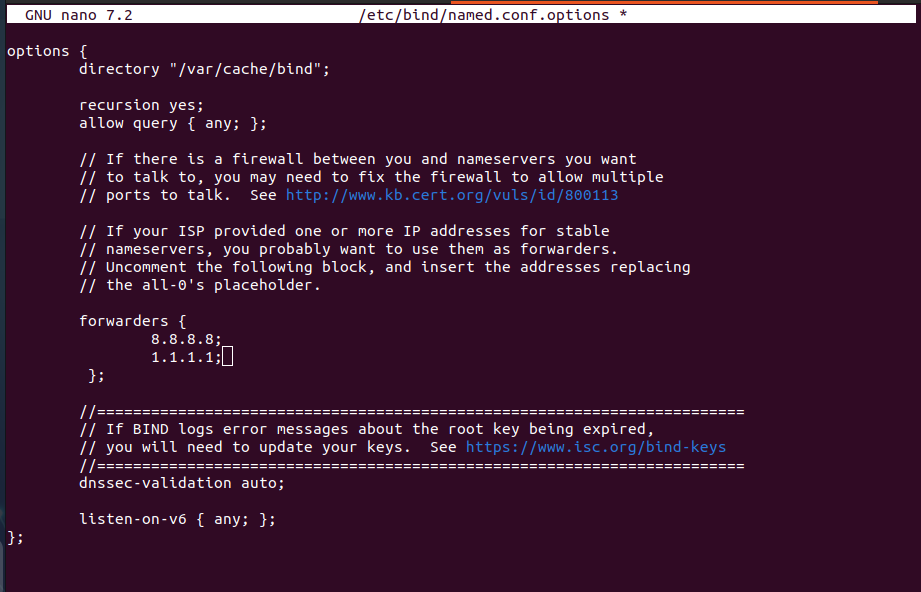 GNU nano 7.2 /etc/bind/named.conf.options *
options {
directory "/var/cache/bind";
recursion yes;
allow query { any; };
// If there is a firewall between you and nameservers you want
// to talk to, you may need to fix the firewall to allow multiple
// ports to talk.  See http://www.kb.cert.org/vuls/id/800113
// If your ISP provided one or more IP addresses for stable
// nameservers, you probably want to use them as forwarders.
// Uncomment the following block, and insert the addresses replacing
// the all-0's placeholder.
forwarders {
8.8.8.8;
1.1.1.1;
};
//========================================================================
// If BIND logs error messages about the root key being expired,
// you will need to update your keys.  See https://www.isc.org/bind-keys
//========================================================================
dnssec-validation auto;
listen-on-v6 { any; };
};